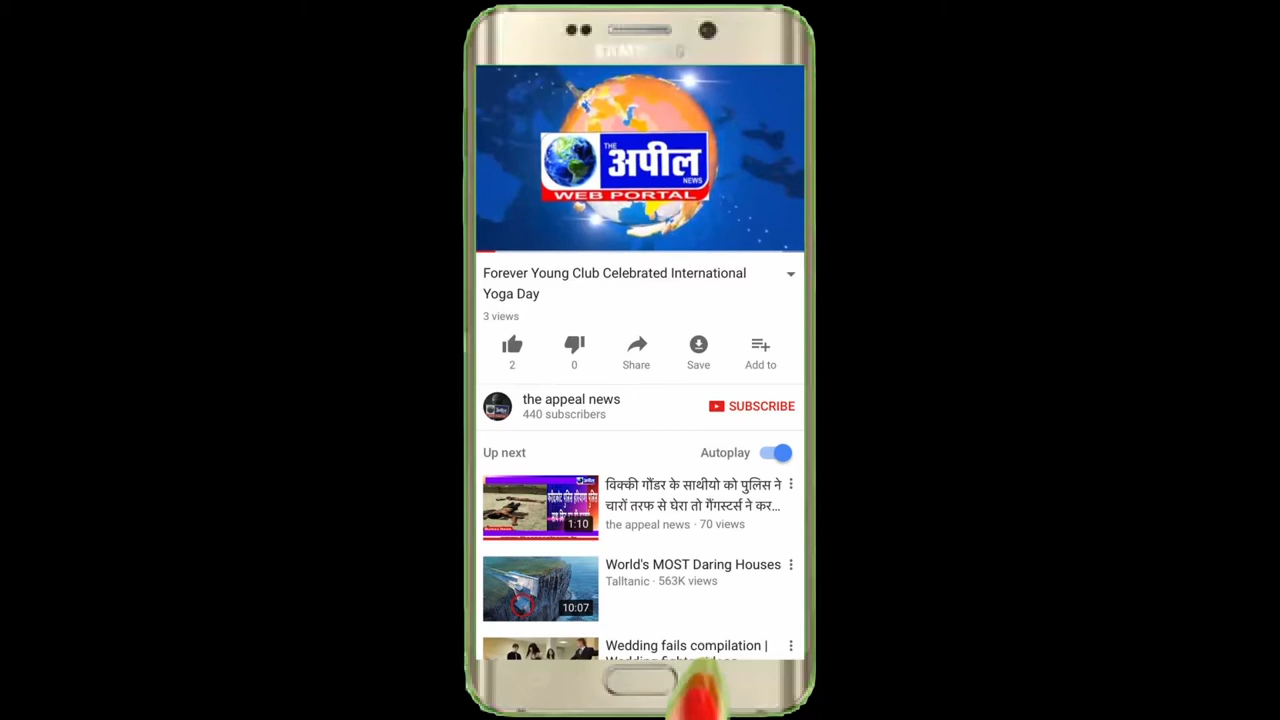 SAMSUNG
THE अपील NEWS
WEB PORTAL
Forever Young Club Celebrated International
Yoga Day
3 views
2
0
Share
Save
Add to
the appeal news
440 subscribers
SUBSCRIBE
Up next
Autoplay
विक्की गौंडर के साथीयो को पुलिस ने
चारों तरफ से घेरा तो गैंगस्टर्स ने कर...
the appeal news · 70 views
1:10
World's MOST Daring Houses
Talltanic · 563K views
10:07
Wedding fails compilation |